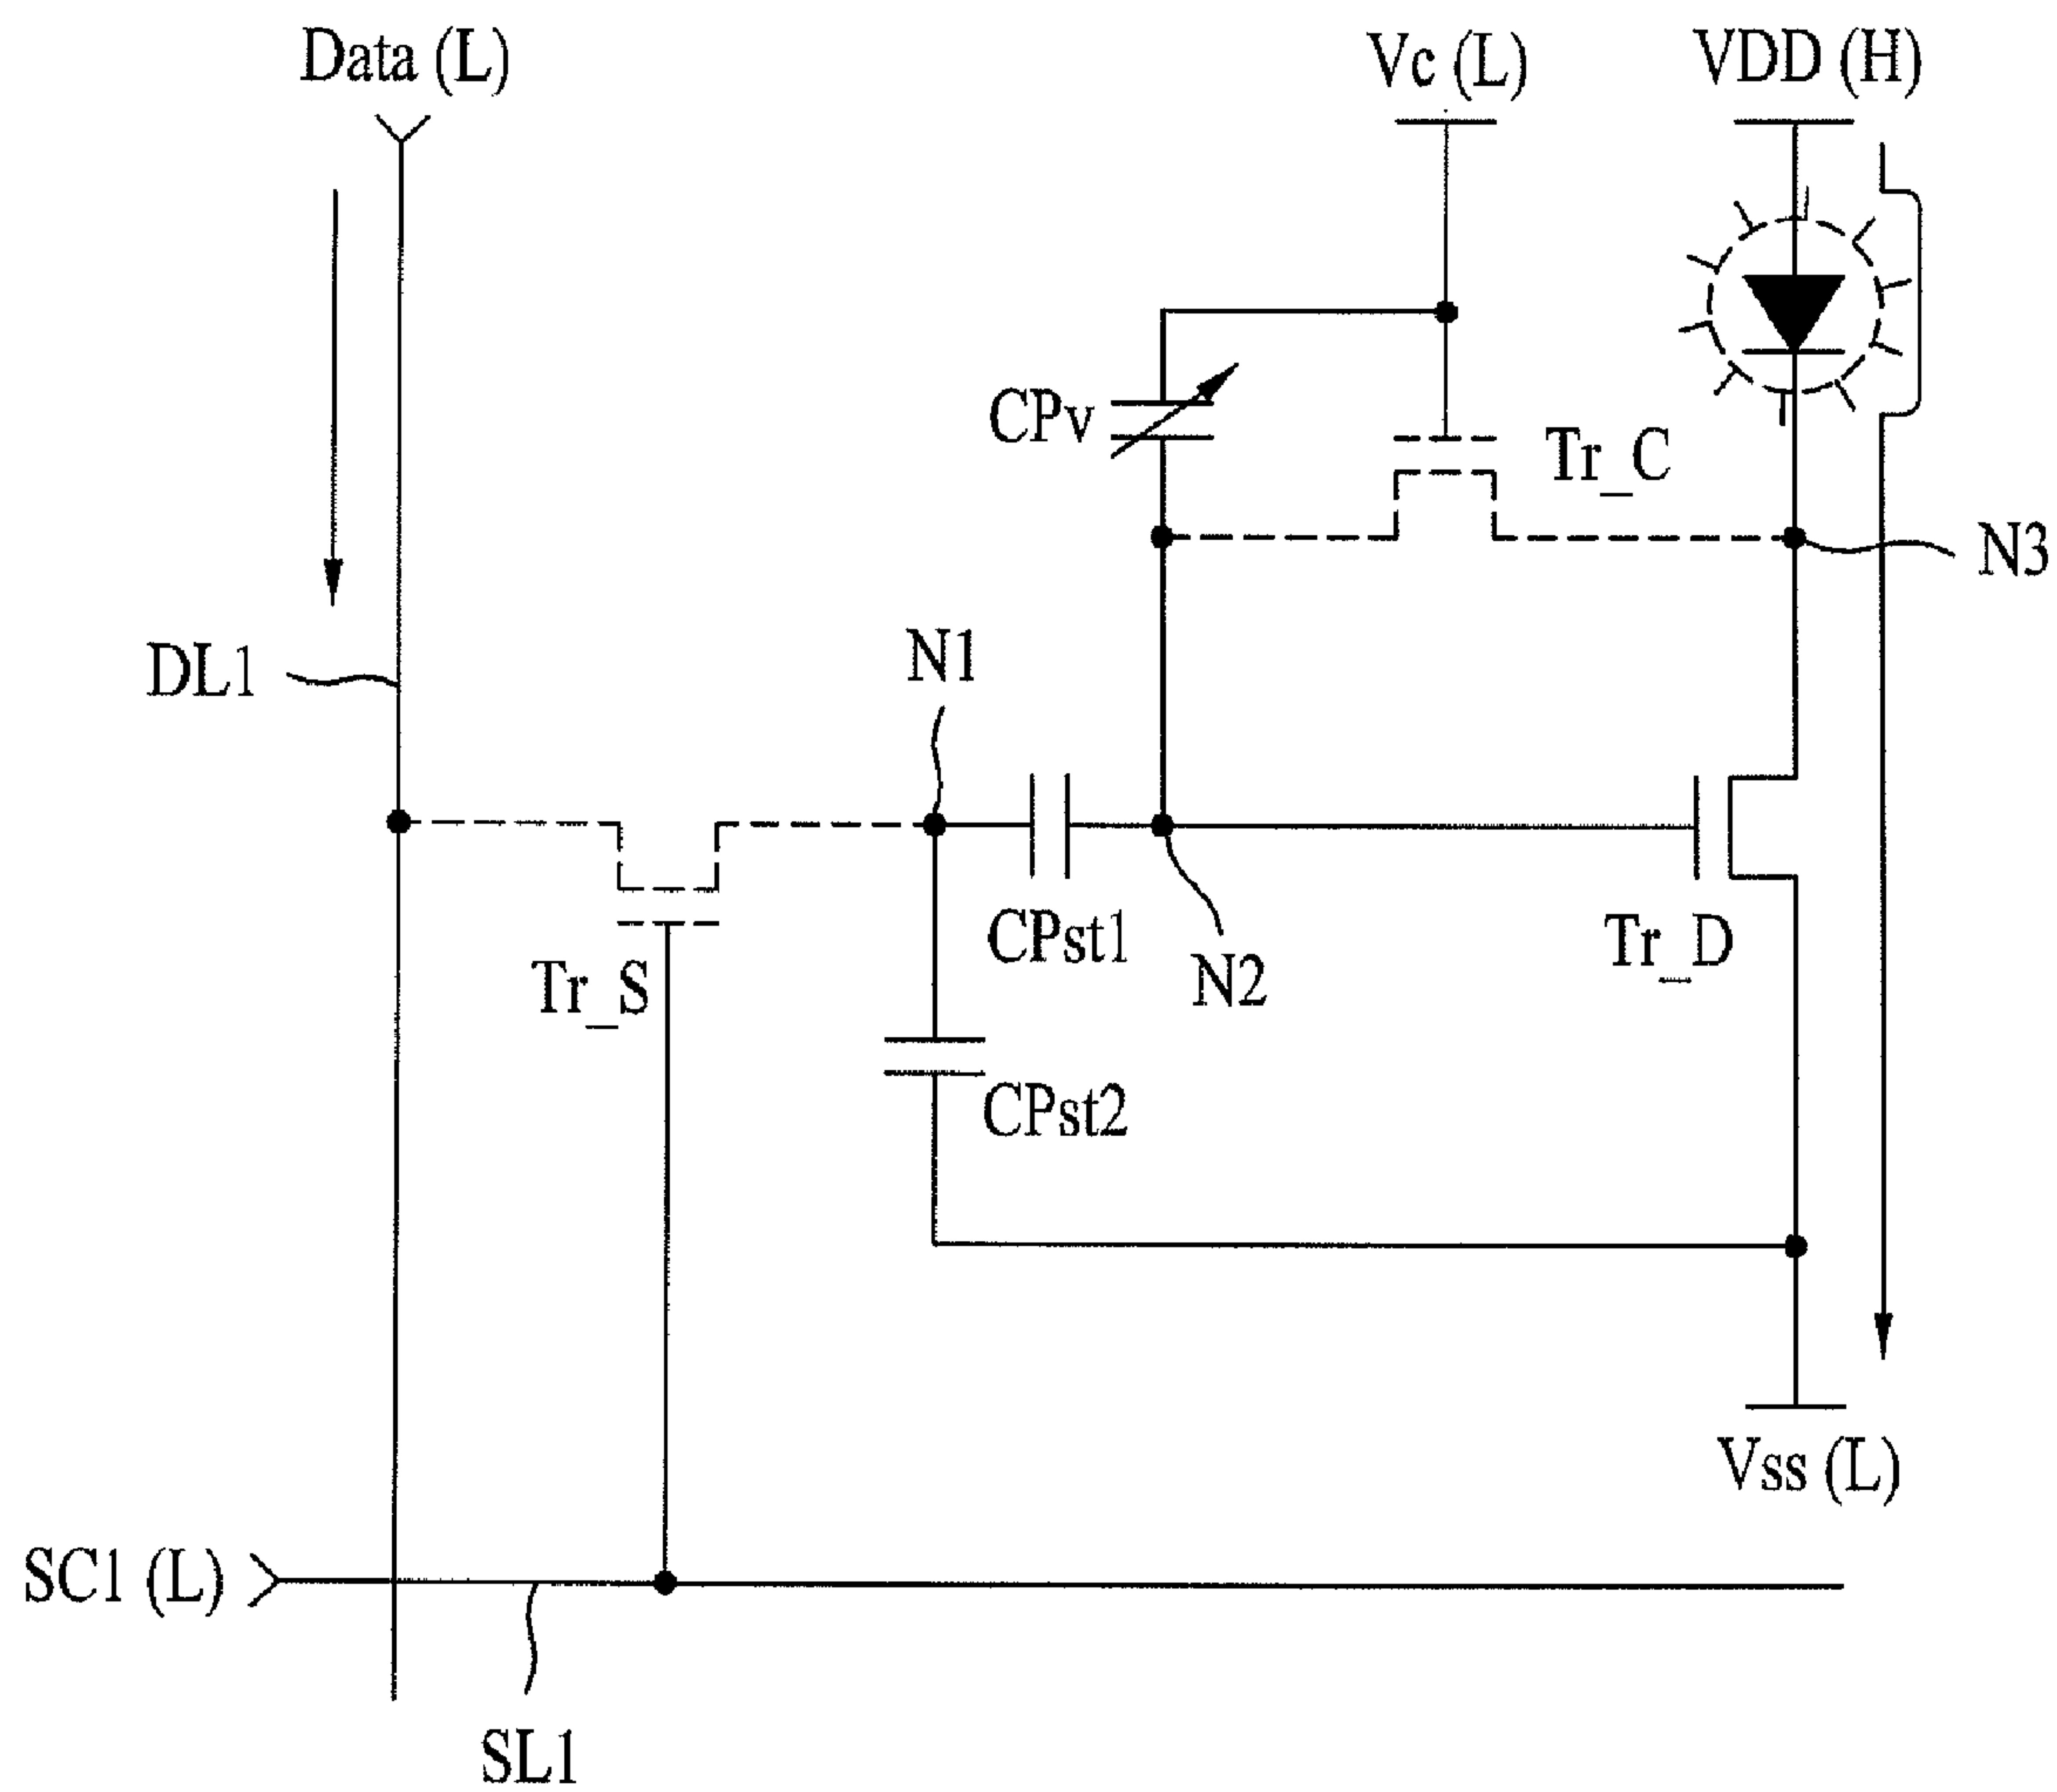 Data (L)
Vc (L)
VDD (H)
CPv
Tr_C
N3
DL1
N1
CPst1
N2
Tr_D
Tr_S
CPst2
Vss (L)
SC1 (L)
SL1